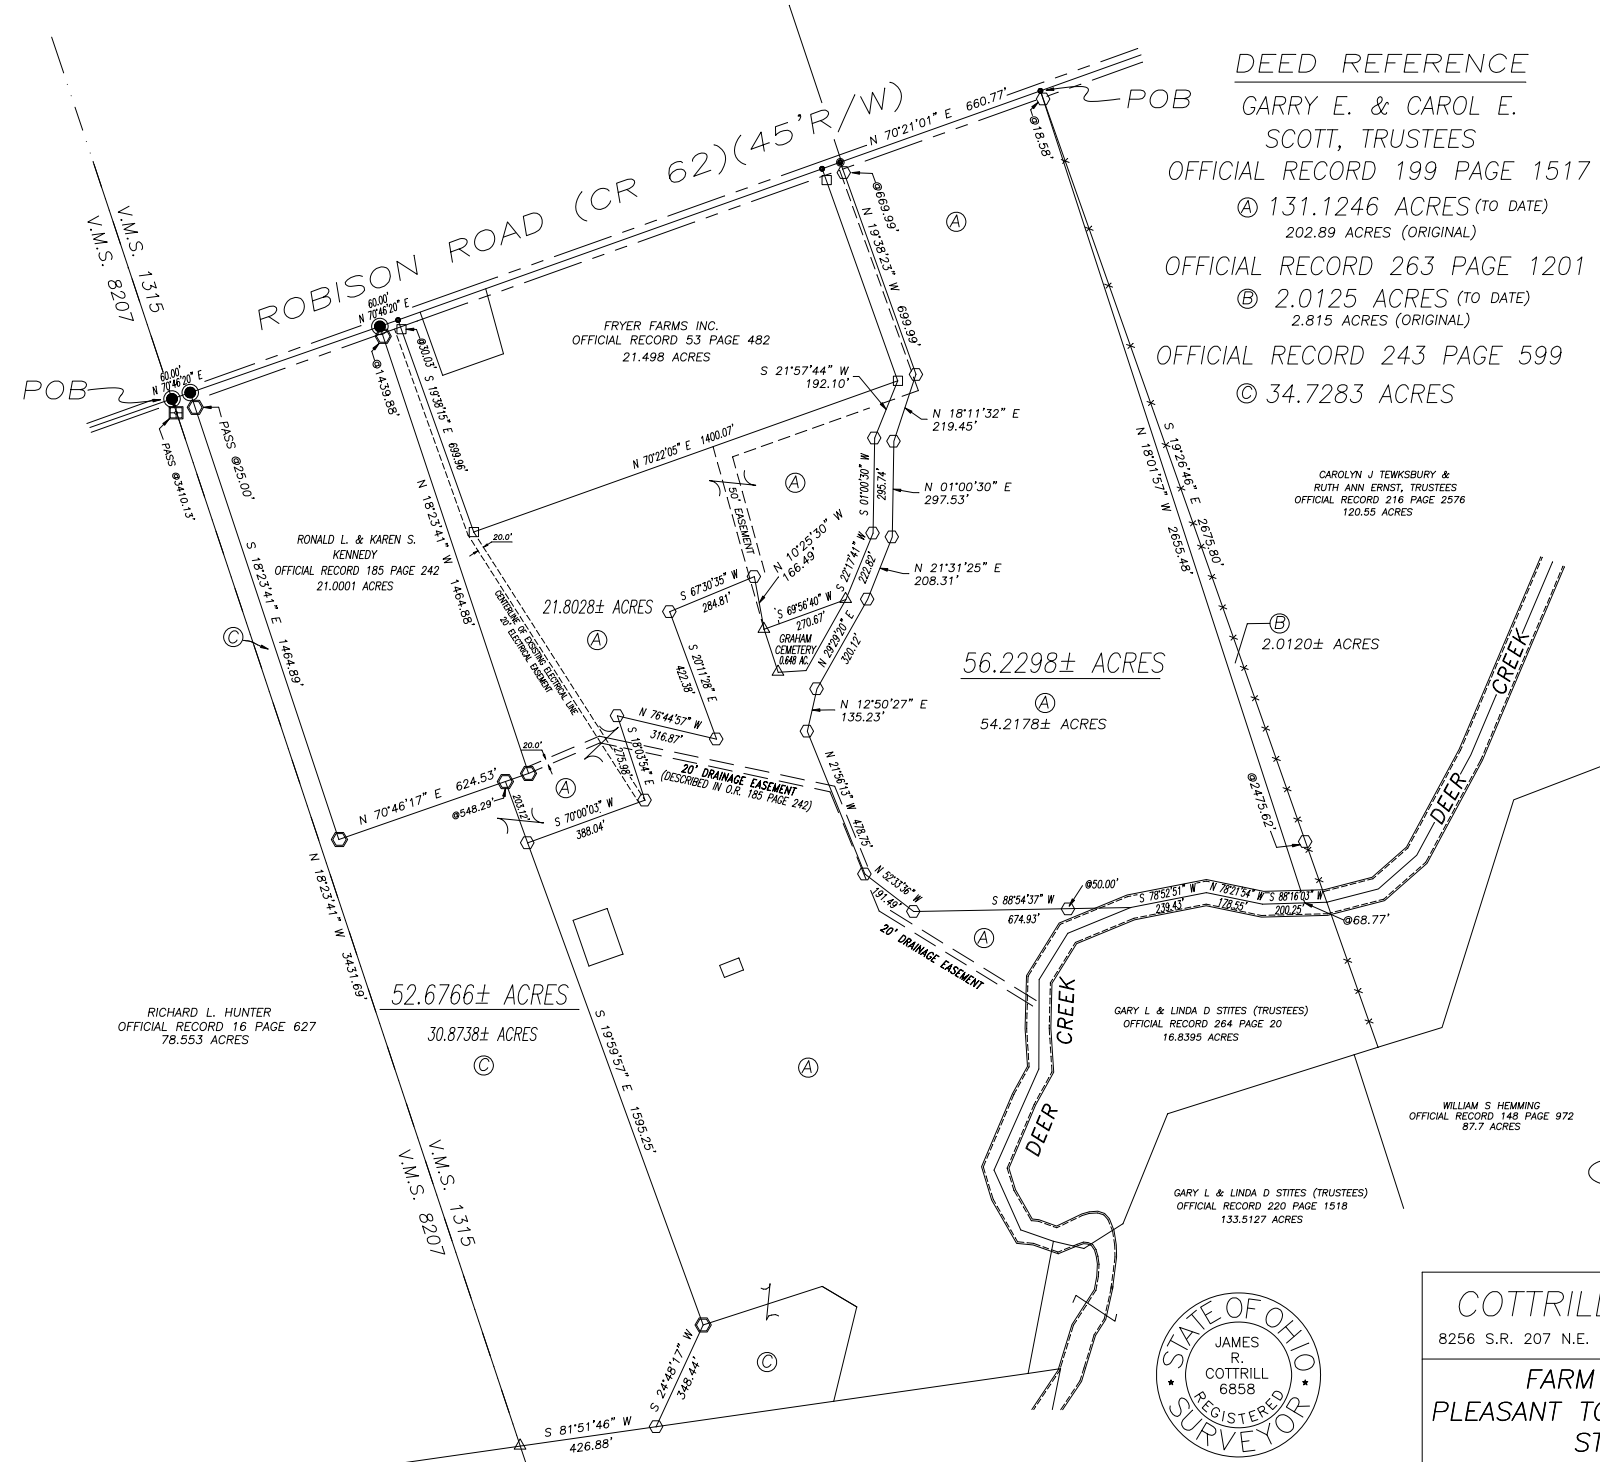 DEED REFERENCE
GARRY E. & CAROL E.
SCOTT, TRUSTEES
OFFICIAL RECORD 199 PAGE 1517
Ⓐ 131.1246 ACRES (TO DATE)
202.89 ACRES (ORIGINAL)
OFFICIAL RECORD 263 PAGE 1201
Ⓑ 2.0125 ACRES (TO DATE)
2.815 ACRES (ORIGINAL)
OFFICIAL RECORD 243 PAGE 599
Ⓒ 34.7283 ACRES
POB
N 70°21'01" E 660.77'
@18.58'
ROBISON ROAD (CR 62)(45'R/W)
V.M.S. 1315
V.M.S. 8207
60.00'
N 70°46'20" E
60.00'
N 70°46'20" E
POB
PASS @3410.13'
PASS @25.00'
@1439.88'
@30.03'
S 19°38'15" E 699.96'
@669.99'
N 19°38'23" W 699.99'
Ⓐ
FRYER FARMS INC.
OFFICIAL RECORD 53 PAGE 482
21.498 ACRES
S 21°57'44" W
192.10'
N 18°11'32" E
219.45'
N 70°22'05" E 1400.07'
S 01°00'30" W
295.74'
N 01°00'30" E
297.53'
Ⓐ
50' EASEMENT
N 10°25'30" W
166.49'
S 22°17'41" W
222.82'
N 21°31'25" E
208.31'
S 19°26'46" E 2675.80'
N 18°01'57" W 2655.48'
CAROLYN J TEWKSBURY &
RUTH ANN ERNST, TRUSTEES
OFFICIAL RECORD 216 PAGE 2576
120.55 ACRES
RONALD L. & KAREN S.
KENNEDY
OFFICIAL RECORD 185 PAGE 242
21.0001 ACRES
N 18°23'41" W 1464.88'
S 18°23'41" E 1464.89'
Ⓒ
20.0'
CENTERLINE OF EXSISTING ELECTRICAL LINE
20' ELECTRICAL EASEMENT
21.8028± ACRES
Ⓐ
S 67°30'35" W
284.81'
S 69°56'40" W
270.67'
GRAHAM
CEMETERY
0.648 AC.
N 29°29'20" E
320.12'
S 20°11'28" E
422.38'
N 76°44'57" W
316.87'
S 18°03'54" E
275.98'
N 12°50'27" E
135.23'
56.2298± ACRES
Ⓐ
54.2178± ACRES
Ⓑ
2.0120± ACRES
DEER CREEK
20.0'
N 70°46'17" E 624.53'
@548.29'
203.12'
Ⓐ
S 70°00'03" W
388.04'
20' DRAINAGE EASEMENT
(DESCRIBED IN O.R. 185 PAGE 242)
N 21°56'13" W 478.75'
@2475.62'
N 52°33'36" W
191.49'
S 88°54'37" W
674.93'
@50.00'
S 78°52'51" W
239.43'
N 78°21'54" W
178.55'
S 88°16'03" W
200.25'
@68.77'
Ⓐ
20' DRAINAGE EASEMENT
N 18°23'41" W 3431.69'
RICHARD L. HUNTER
OFFICIAL RECORD 16 PAGE 627
78.553 ACRES
52.6766± ACRES
30.8738± ACRES
Ⓒ
S 19°59'57" E 1595.25'
Ⓐ
DEER CREEK
GARY L & LINDA D STITES (TRUSTEES)
OFFICIAL RECORD 264 PAGE 20
16.8395 ACRES
WILLIAM S HEMMING
OFFICIAL RECORD 148 PAGE 972
87.7 ACRES
V.M.S. 1315
V.M.S. 8207
GARY L & LINDA D STITES (TRUSTEES)
OFFICIAL RECORD 220 PAGE 1518
133.5127 ACRES
S 24°48'17" W
348.44'
Ⓒ
S 81°51'46" W
426.88'
STATE OF OHIO
JAMES
R.
COTTRILL
6858
REGISTERED
SURVEYOR
COTTRILL
8256 S.R. 207 N.E.
FARM
PLEASANT TO
ST